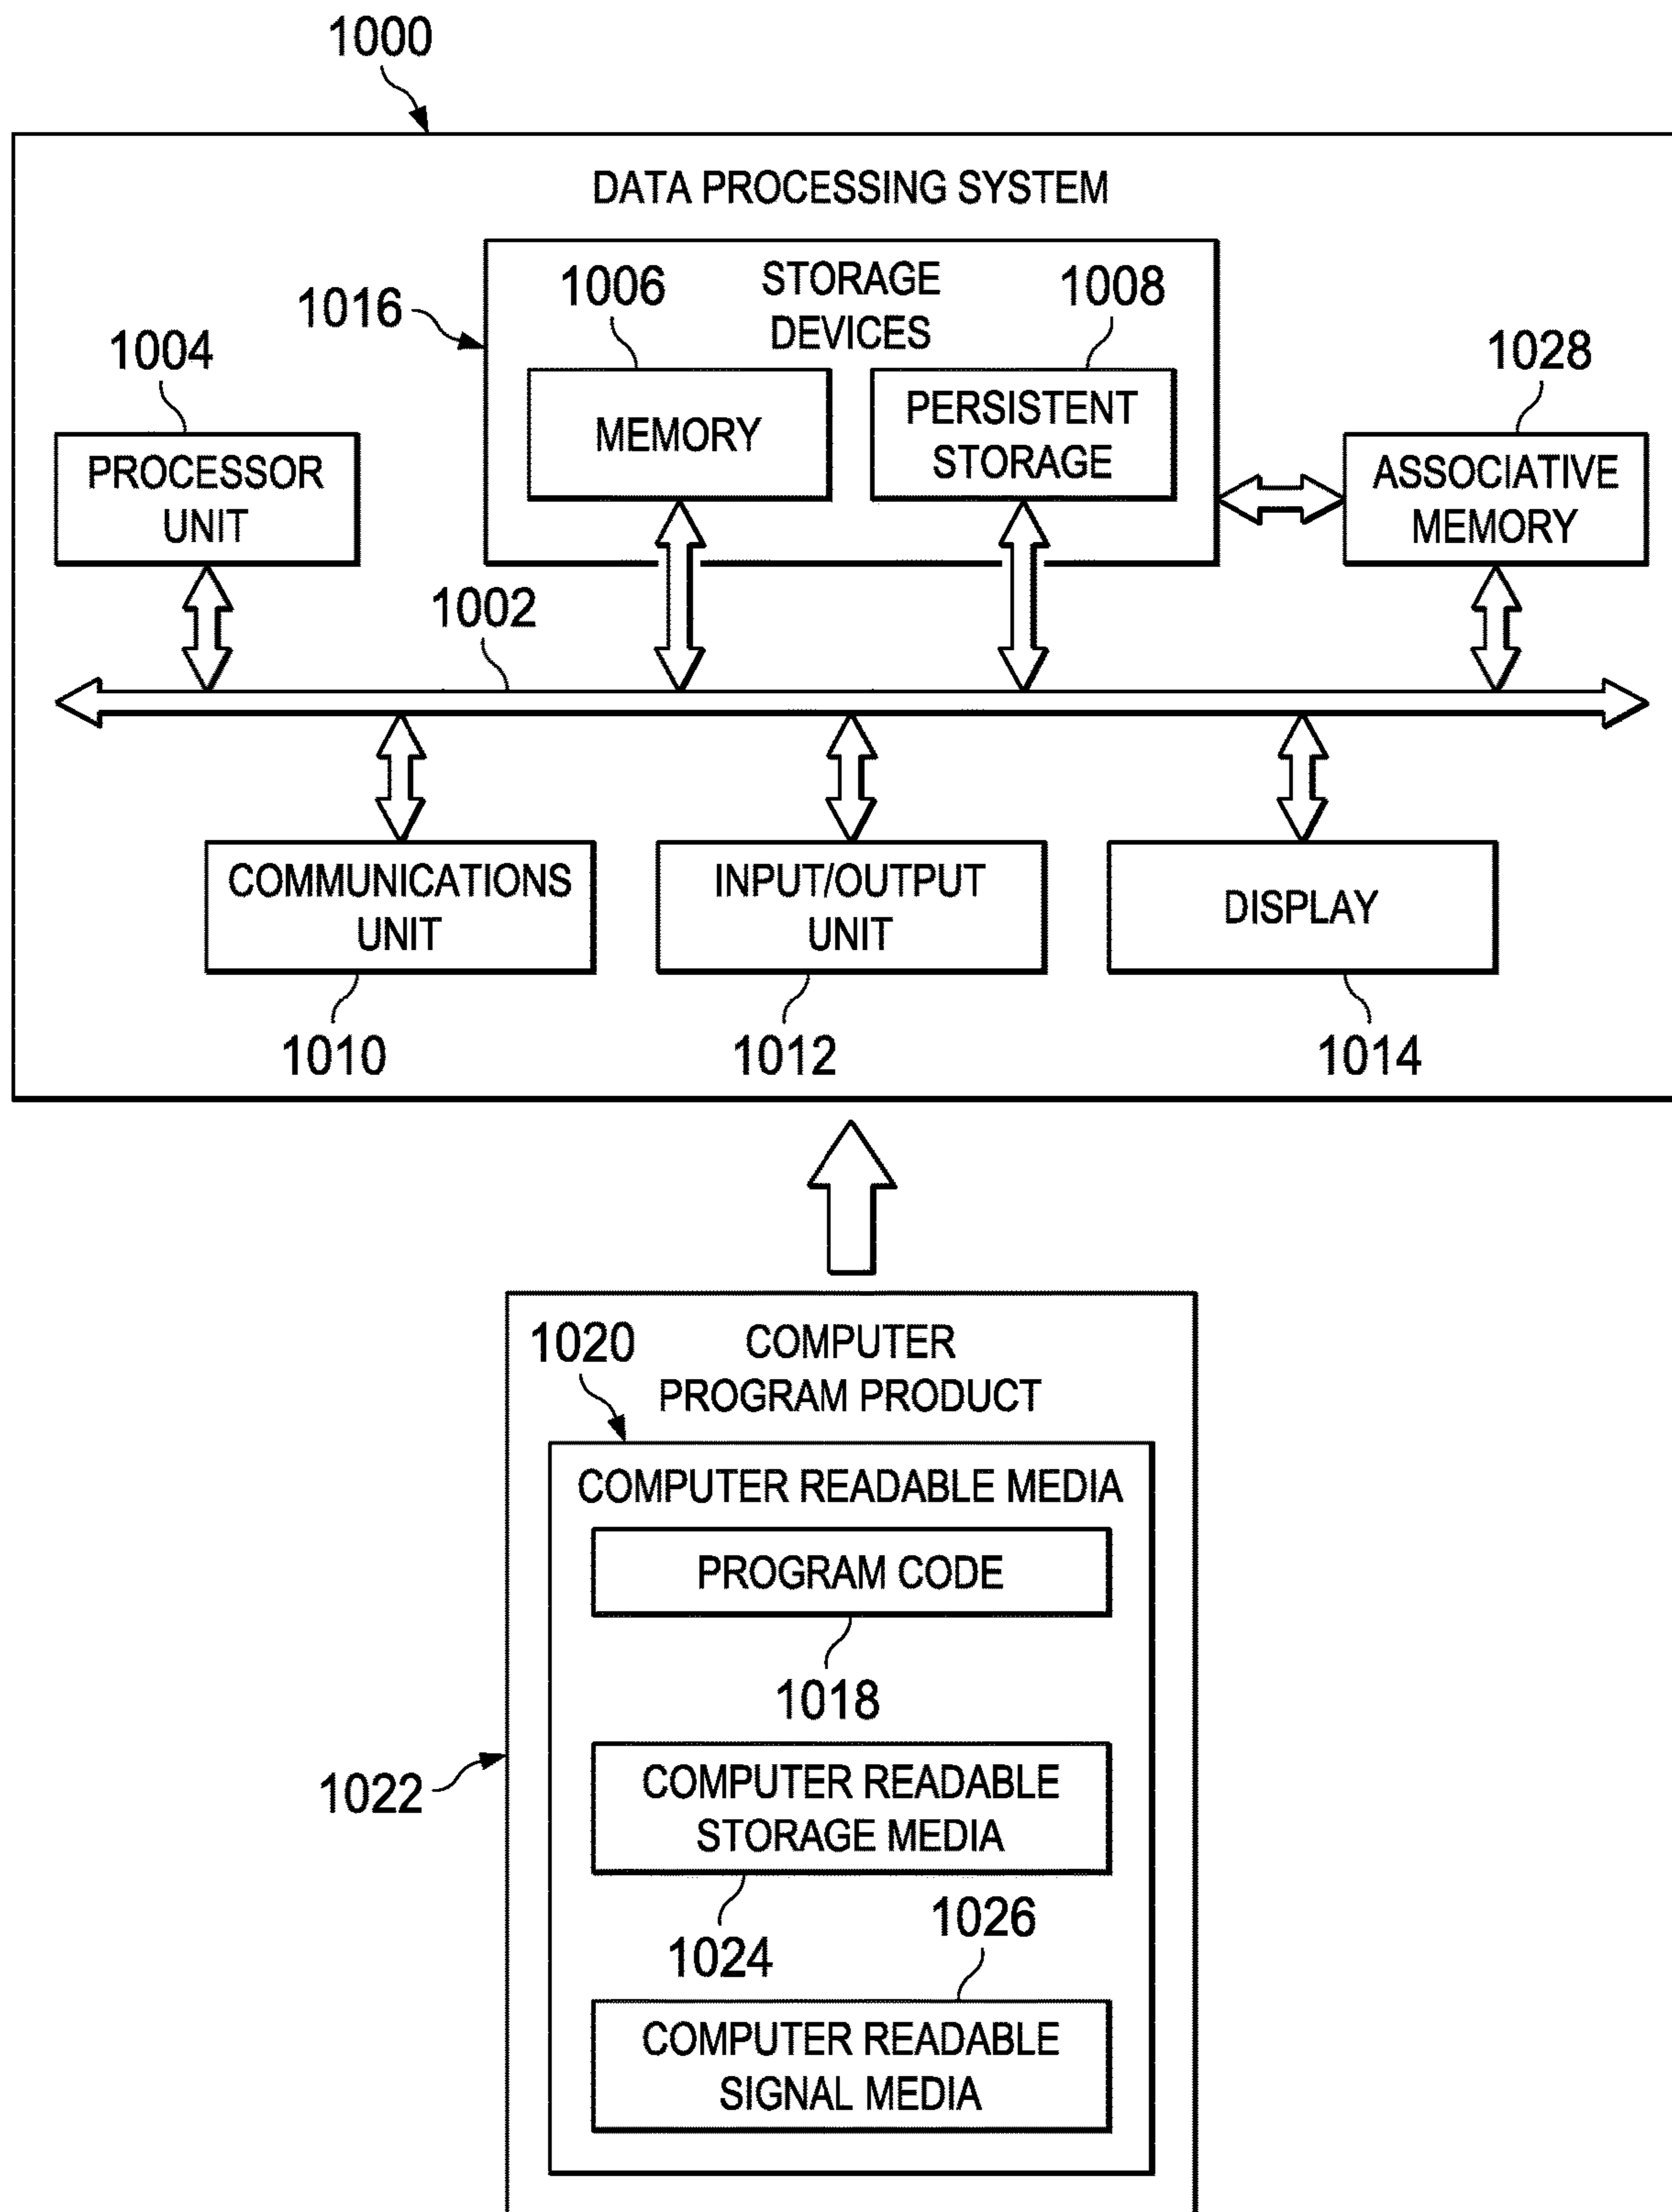 1000
DATA PROCESSING SYSTEM
1016
1006
STORAGE
DEVICES
1008
1004
MEMORY
PERSISTENT
STORAGE
1028
PROCESSOR
UNIT
ASSOCIATIVE
MEMORY
1002
COMMUNICATIONS
UNIT
INPUT/OUTPUT
UNIT
DISPLAY
1010
1012
1014
1020
COMPUTER
PROGRAM PRODUCT
COMPUTER READABLE MEDIA
PROGRAM CODE
1018
1022
COMPUTER READABLE
STORAGE MEDIA
1024
1026
COMPUTER READABLE
SIGNAL MEDIA